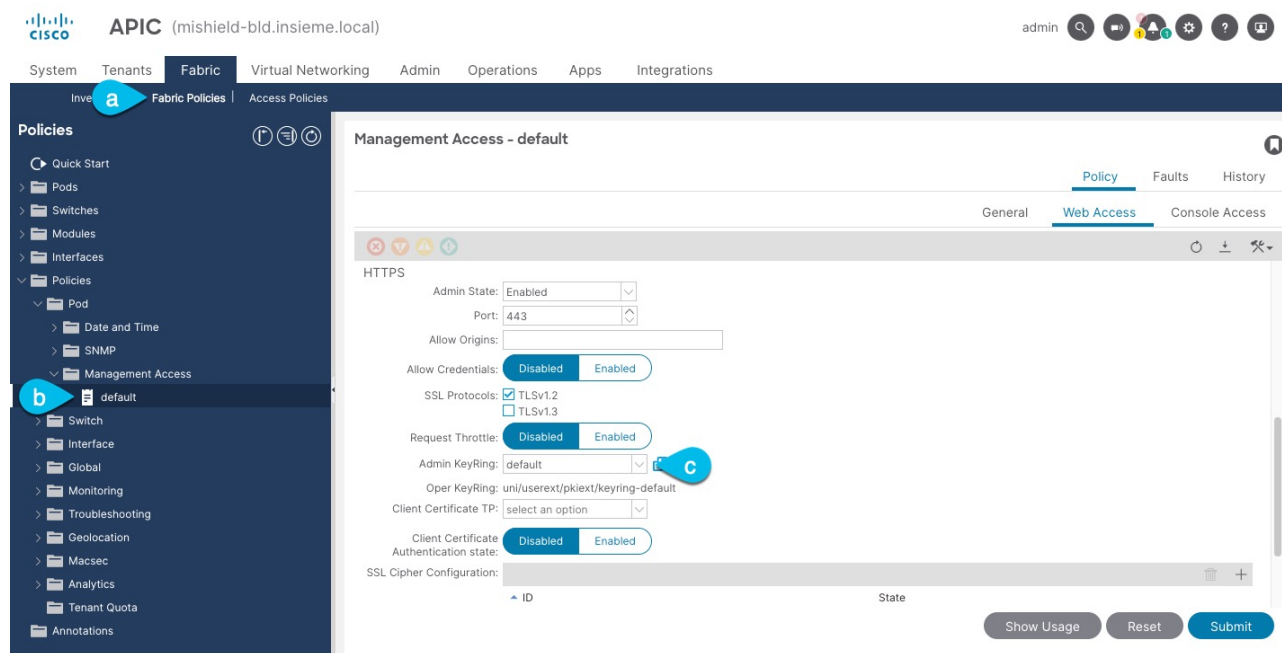 CISCO
APIC (mishield-bld.insieme.local)
admin
1
1
?
System Tenants Fabric Virtual Networking Admin Operations Apps Integrations
Inve a Fabric Policies | Access Policies
Policies
Quick Start
Pods
Switches
Modules
Interfaces
Policies
Pod
Date and Time
SNMP
Management Access
b default
Switch
Interface
Global
Monitoring
Troubleshooting
Geolocation
Macsec
Analytics
Tenant Quota
Annotations
Management Access - default
Policy Faults History
General Web Access Console Access
HTTPS
Admin State: Enabled
Port: 443
Allow Origins:
Allow Credentials: Disabled Enabled
SSL Protocols: TLSv1.2
TLSv1.3
Request Throttle: Disabled Enabled
Admin KeyRing: default c
Oper KeyRing: uni/userext/pkiext/keyring-default
Client Certificate TP: select an option
Client Certificate
Authentication state: Disabled Enabled
SSL Cipher Configuration:
ID State
Show Usage Reset Submit